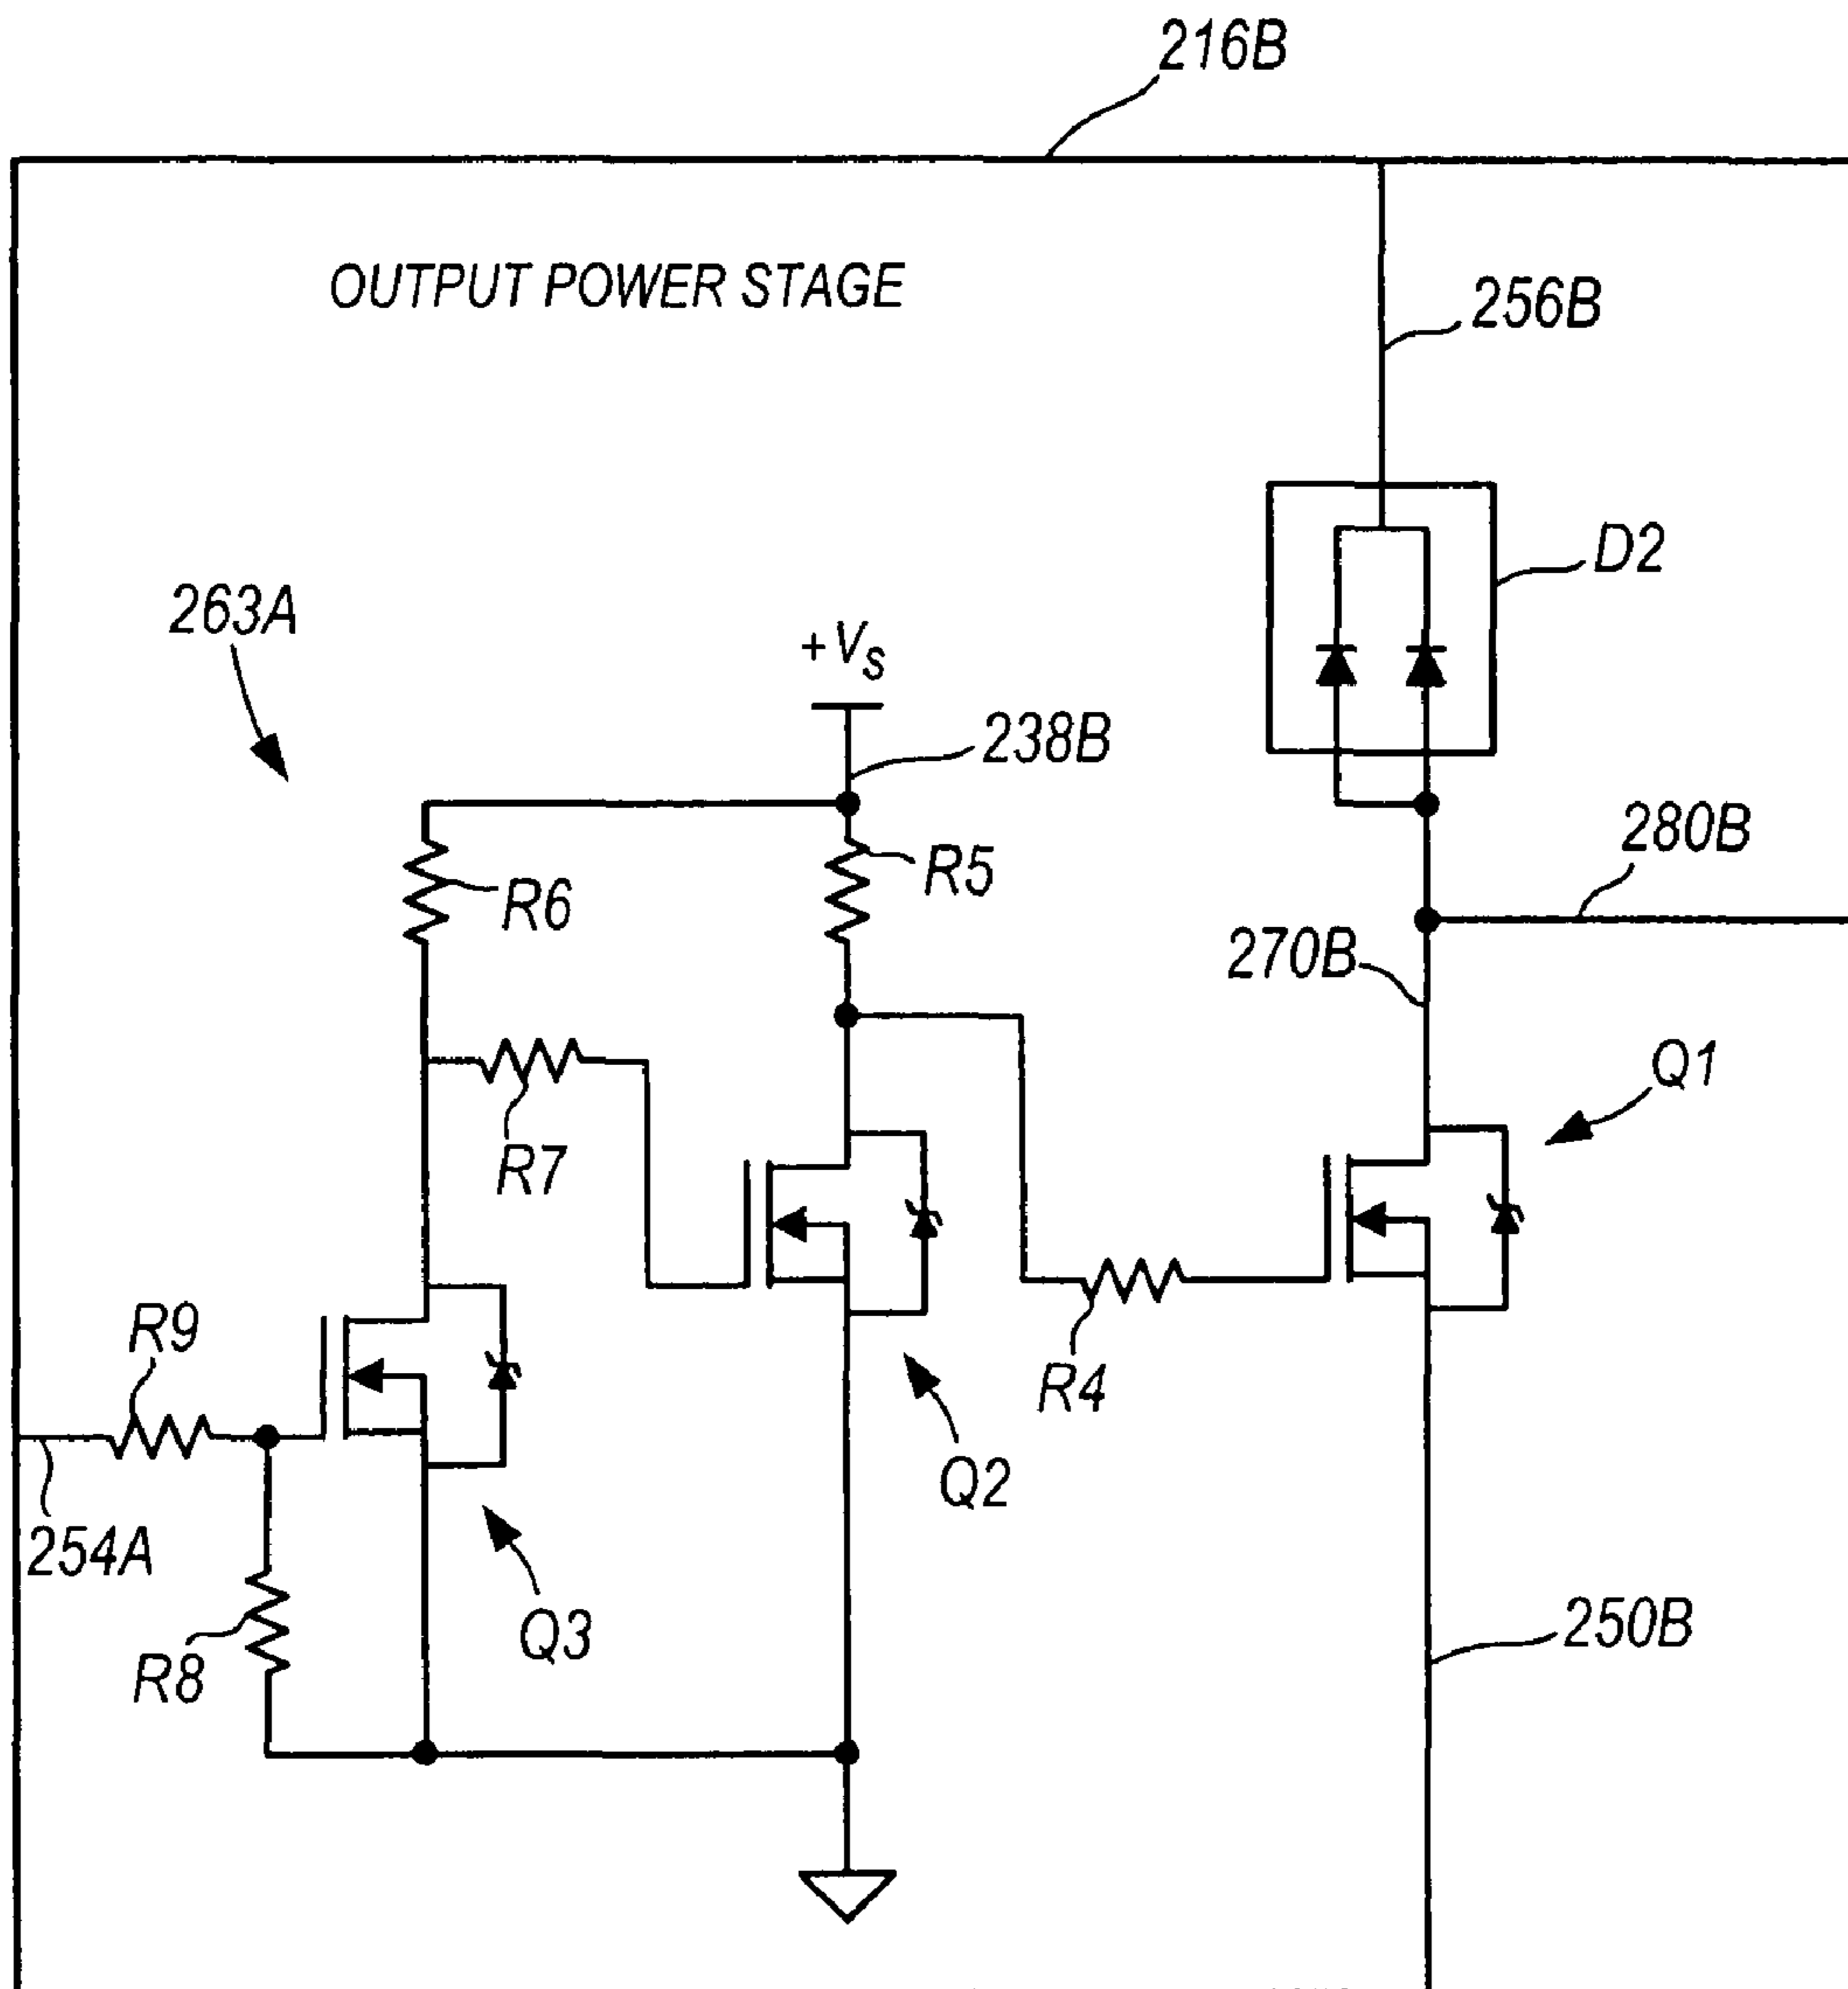 216B
OUTPUT POWER STAGE
256B
D2
263A
+VS
238B
280B
R5
R6
270B
Q1
R7
R9
R4
Q2
254A
Q3
250B
R8